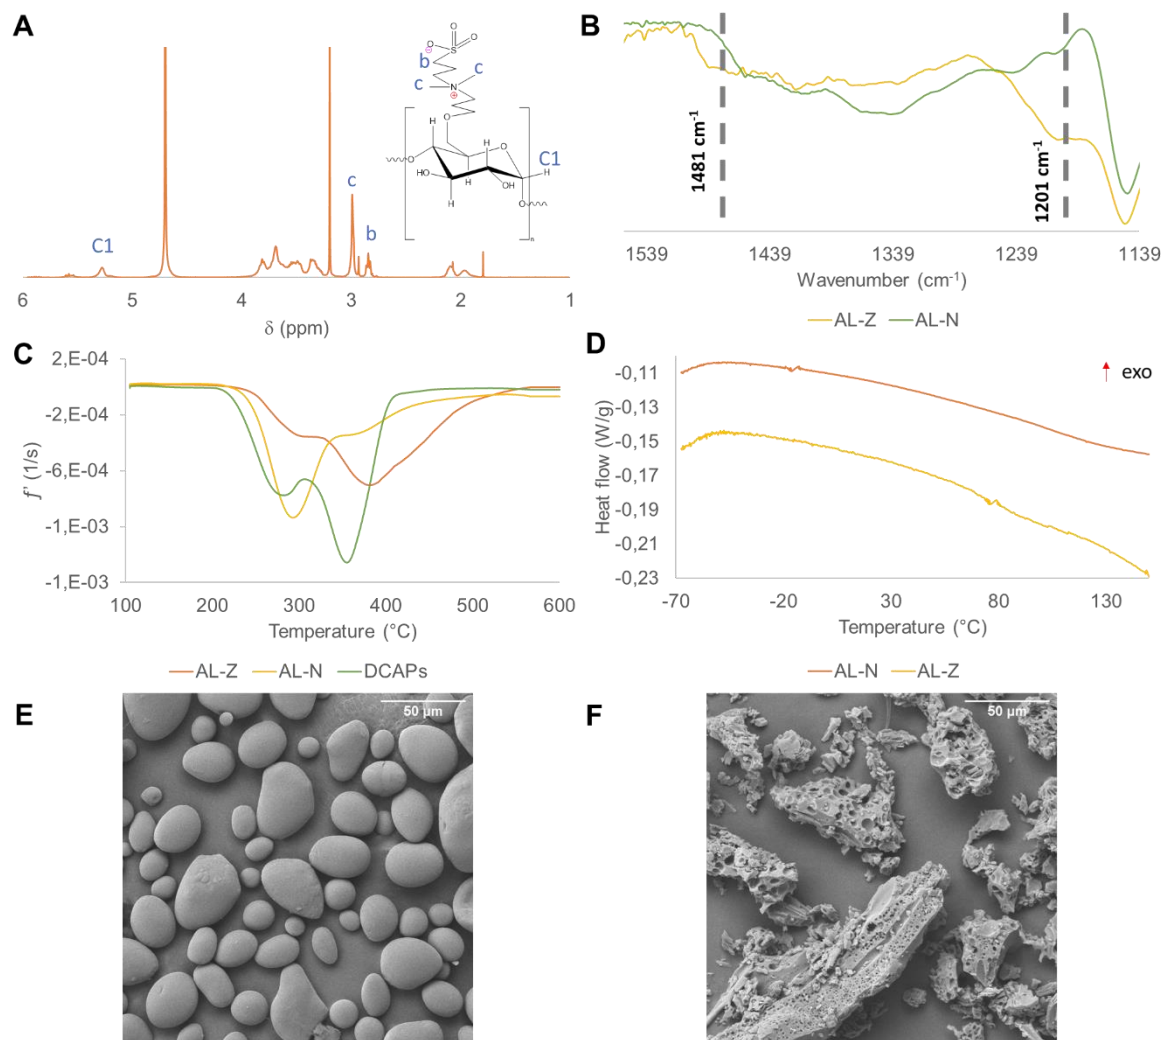 A
O
S
O
O
⊖
b
c
c
N
⊕
O
H
O
H
C1
O
H
HO
H
OH
H
O
n
C1
c
b
6 5 4 3 2 1
δ (ppm)
B
1481 cm⁻¹
1201 cm⁻¹
1539 1439 1339 1239 1139
Wavenumber (cm⁻¹)
AL-Z AL-N
C
2,E-04
-2,E-04
-6,E-04
-1,E-03
-1,E-03
f' (1/s)
100 200 300 400 500 600
Temperature (°C)
AL-Z AL-N DCAPs
D
-0,11
-0,13
-0,15
-0,17
-0,19
-0,21
-0,23
Heat flow (W/g)
exo
-70 -20 30 80 130
Temperature (°C)
AL-N AL-Z
E
50 µm
F
50 µm